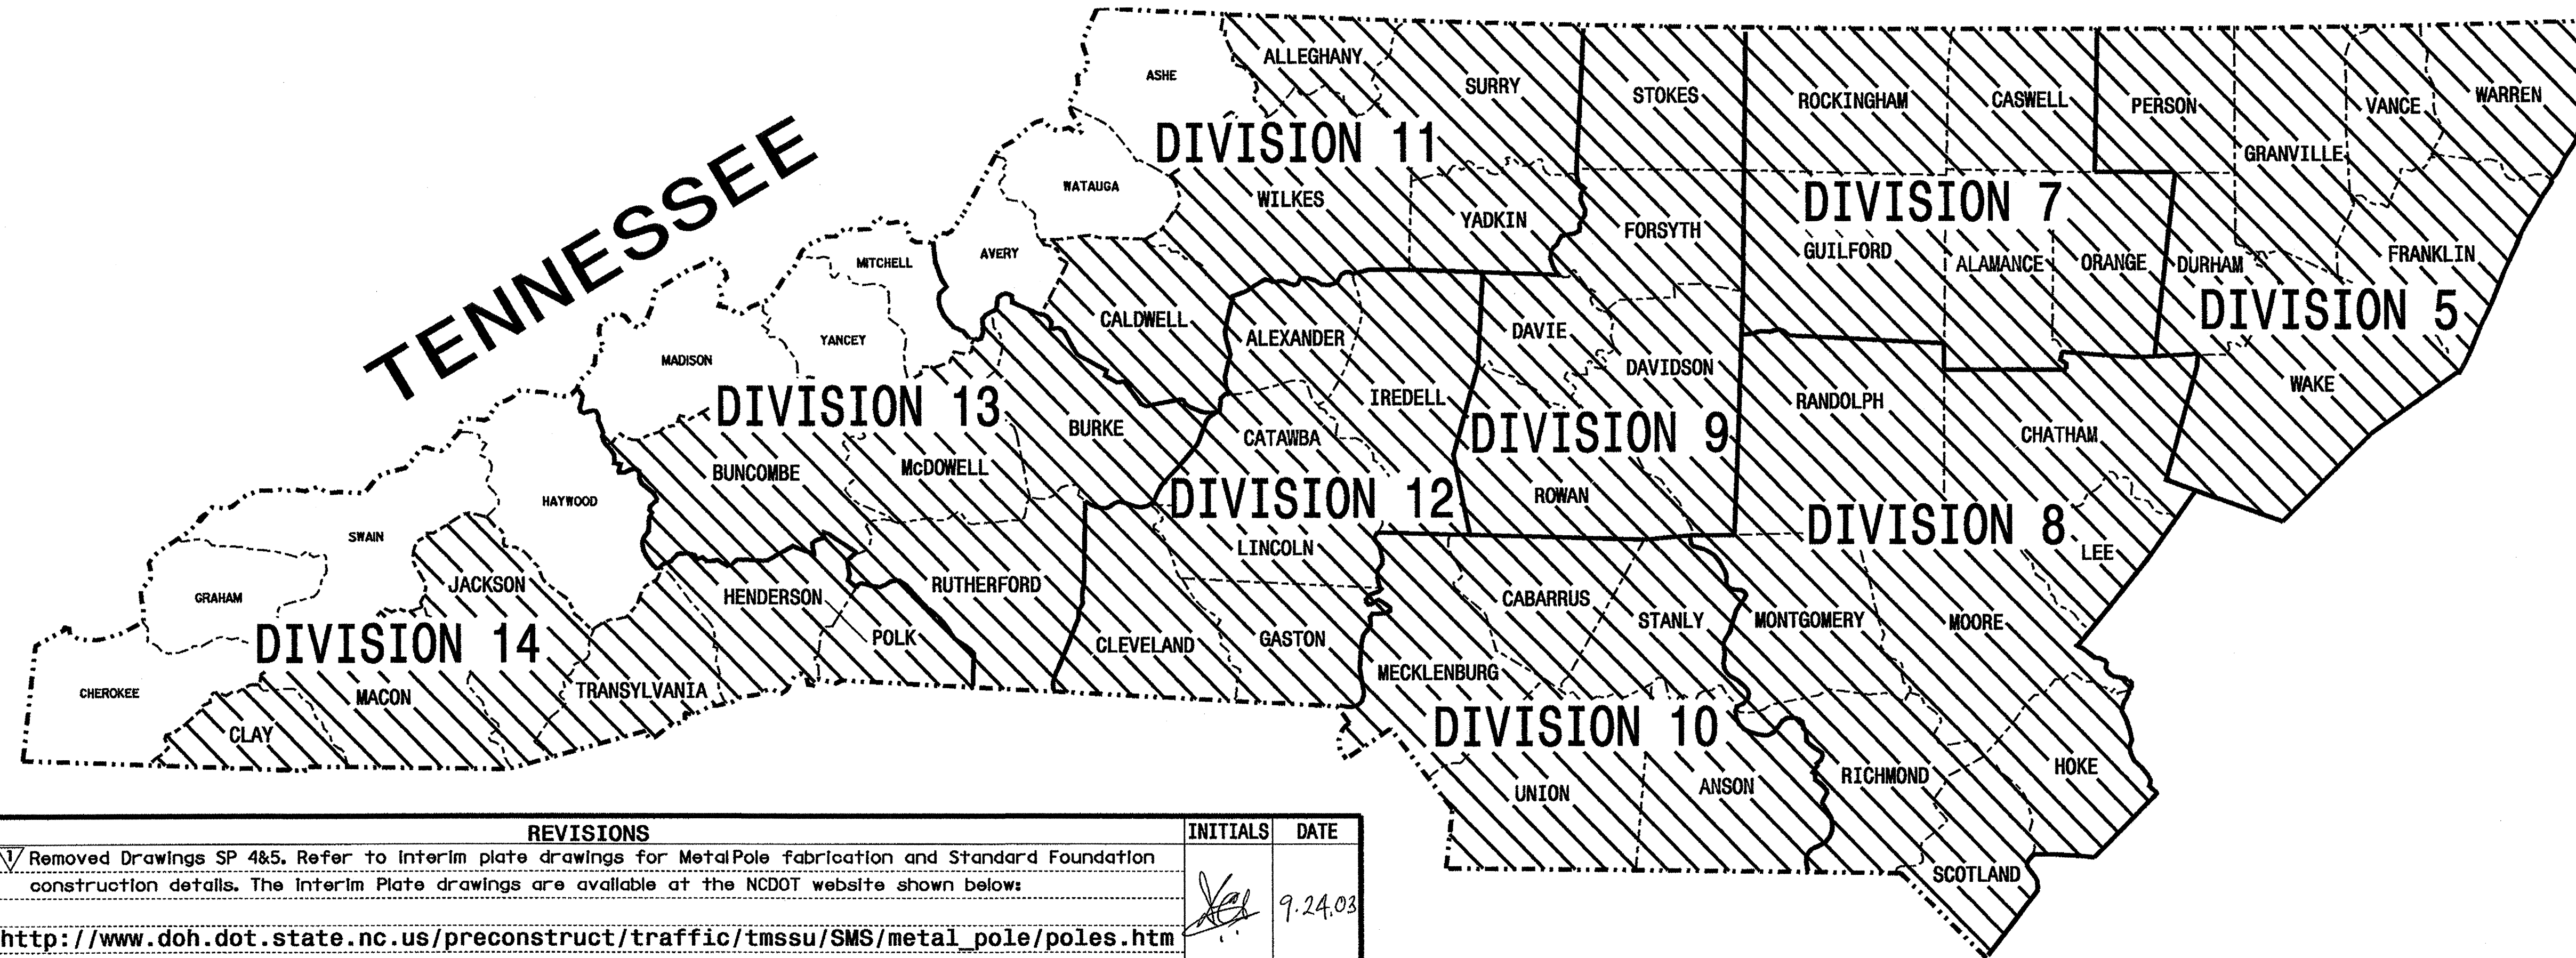 TENNESSEE
ASHE
ALLEGHANY
SURRY
STOKES
ROCKINGHAM
CASWELL
PERSON
VANCE
WARREN
GRANVILLE
DIVISION 11
WATAUGA
WILKES
YADKIN
FORSYTH
DIVISION 7
GUILFORD
ALAMANCE
ORANGE
DURHAM
FRANKLIN
DIVISION 5
WAKE
AVERY
MITCHELL
YANCEY
MADISON
CALDWELL
ALEXANDER
IREDELL
DAVIE
DAVIDSON
RANDOLPH
CHATHAM
DIVISION 13
BURKE
BUNCOMBE
McDOWELL
CATAWBA
DIVISION 9
ROWAN
DIVISION 12
LINCOLN
DIVISION 8
LEE
HAYWOOD
SWAIN
GRAHAM
JACKSON
HENDERSON
RUTHERFORD
POLK
CLEVELAND
GASTON
CABARRUS
STANLY
MONTGOMERY
MOORE
DIVISION 14
CHEROKEE
MACON
TRANSYLVANIA
CLAY
MECKLENBURG
DIVISION 10
UNION
ANSON
RICHMOND
HOKE
SCOTLAND
REVISIONS INITIALS DATE
1 Removed Drawings SP 4&5. Refer to interim plate drawings for Metal Pole fabrication and Standard Foundation
construction details. The Interim Plate drawings are available at the NCDOT website shown below:
9.24.03
http://www.doh.dot.state.nc.us/preconstruct/traffic/tmssu/SMS/metal_pole/poles.htm